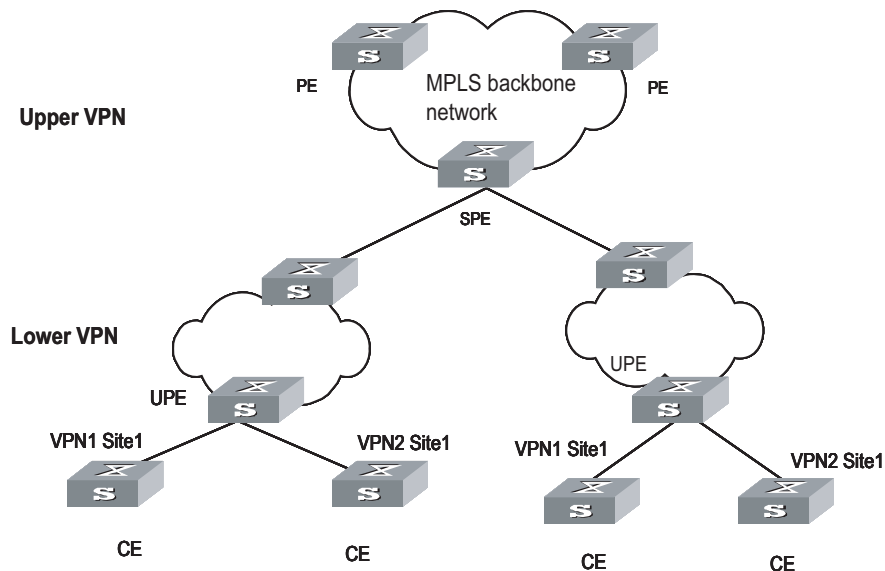 PE
MPLS backbone
network
PE
Upper VPN
S
S
S
SPE
S
S
Lower VPN
UPE
UPE
S
S
VPN1 Site1
VPN2 Site1
VPN1 Site1
VPN2 Site1
S
S
S
S
CE
CE
CE
CE